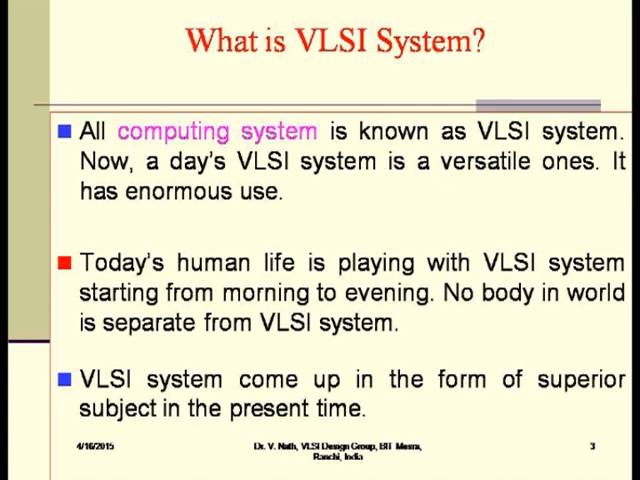 What is VLSI System?
All computing system is known as VLSI system.
Now, a day's VLSI system is a versatile ones. It
has enormous use.
Today's human life is playing with VLSI system
starting from morning to evening. No body in world
is separate from VLSI system.
VLSI system come up in the form of superior
subject in the present time.
4/16/2015
Dr. V. Nath, VLSI Design Group, BIT Mesra,
Ranchi, India
3